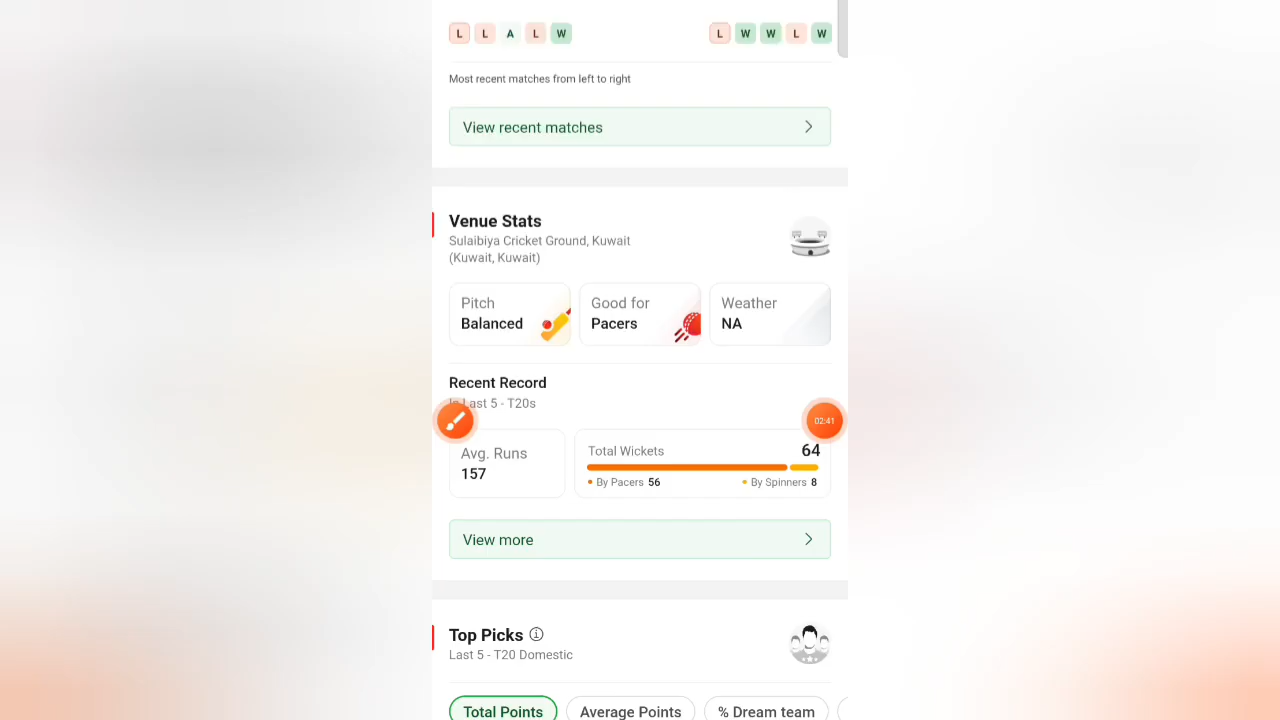 L L A L W L W W L W
Most recent matches from left to right
View recent matches
Venue Stats
Sulaibiya Cricket Ground, Kuwait
(Kuwait, Kuwait)
Pitch Good for Weather
Balanced Pacers NA
Recent Record
Last 5 - T20s
02:41
Avg. Runs Total Wickets 64
157 By Pacers 56 By Spinners 8
View more
Top Picks
Last 5 - T20 Domestic
Total Points Average Points % Dream team